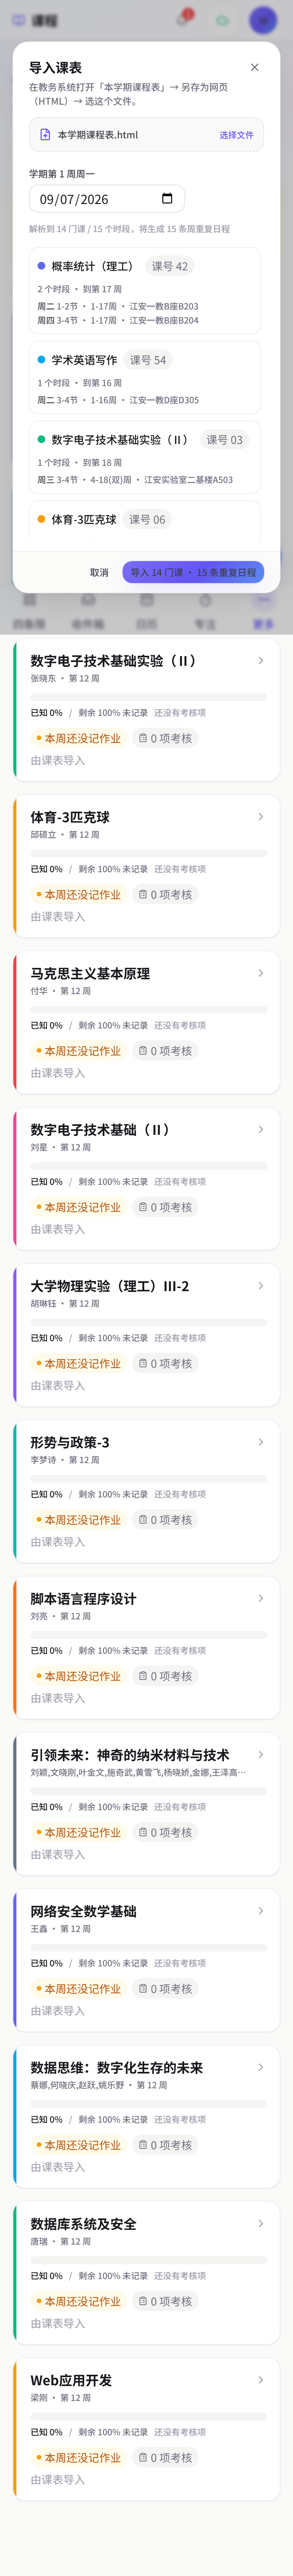 课程
导入课表
在教务系统打开「本学期课程表」→ 另存为网页
（HTML）→ 选这个文件。
本学期课程表.html 选择文件
学期第 1 周周一
09/07/2026
解析到 14 门课 / 15 个时段，将生成 15 条周重复日程
概率统计（理工） 课号 42
2 个时段 · 到第 17 周
周二 1-2节 · 1-17周 · 江安一教B座B203
周四 3-4节 · 1-17周 · 江安一教B座B204
学术英语写作 课号 54
1 个时段 · 到第 16 周
周二 3-4节 · 1-16周 · 江安一教D座D305
数字电子技术基础实验（Ⅱ） 课号 03
1 个时段 · 到第 18 周
周三 3-4节 · 4-18(双)周 · 江安实验室二基楼A503
体育-3匹克球 课号 06
取消 导入 14 门课 · 15 条重复日程
四象限 收件箱 日历 专注 更多
数字电子技术基础实验（Ⅱ）
张晓东 · 第 12 周
已知 0% / 剩余 100% 未记录 还没有考核项
本周还没记作业 0 项考核
由课表导入
体育-3匹克球
邱硕立 · 第 12 周
已知 0% / 剩余 100% 未记录 还没有考核项
本周还没记作业 0 项考核
由课表导入
马克思主义基本原理
付华 · 第 12 周
已知 0% / 剩余 100% 未记录 还没有考核项
本周还没记作业 0 项考核
由课表导入
数字电子技术基础（Ⅱ）
刘星 · 第 12 周
已知 0% / 剩余 100% 未记录 还没有考核项
本周还没记作业 0 项考核
由课表导入
大学物理实验（理工）III-2
胡琳钰 · 第 12 周
已知 0% / 剩余 100% 未记录 还没有考核项
本周还没记作业 0 项考核
由课表导入
形势与政策-3
李梦诗 · 第 12 周
已知 0% / 剩余 100% 未记录 还没有考核项
本周还没记作业 0 项考核
由课表导入
脚本语言程序设计
刘亮 · 第 12 周
已知 0% / 剩余 100% 未记录 还没有考核项
本周还没记作业 0 项考核
由课表导入
引领未来：神奇的纳米材料与技术
刘颖,文晓刚,叶金文,施奇武,黄雪飞,杨晓娇,金娜,王泽高…
已知 0% / 剩余 100% 未记录 还没有考核项
本周还没记作业 0 项考核
由课表导入
网络安全数学基础
王鑫 · 第 12 周
已知 0% / 剩余 100% 未记录 还没有考核项
本周还没记作业 0 项考核
由课表导入
数据思维：数字化生存的未来
蔡娜,何晓庆,赵跃,姚乐野 · 第 12 周
已知 0% / 剩余 100% 未记录 还没有考核项
本周还没记作业 0 项考核
由课表导入
数据库系统及安全
唐瑞 · 第 12 周
已知 0% / 剩余 100% 未记录 还没有考核项
本周还没记作业 0 项考核
由课表导入
Web应用开发
梁刚 · 第 12 周
已知 0% / 剩余 100% 未记录 还没有考核项
本周还没记作业 0 项考核
由课表导入